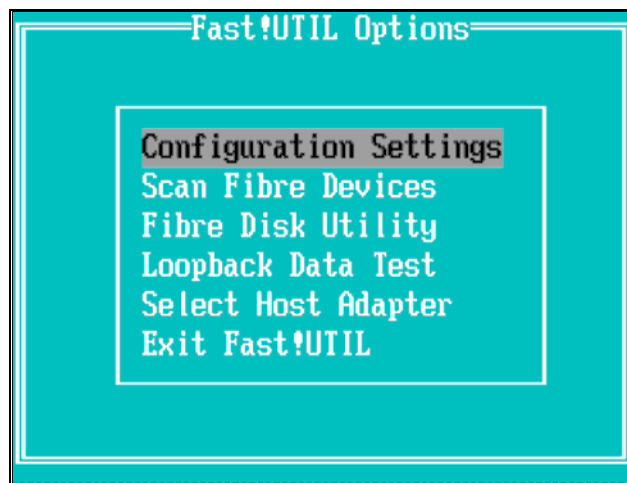 Fast!UTIL Options
Configuration Settings
Scan Fibre Devices
Fibre Disk Utility
Loopback Data Test
Select Host Adapter
Exit Fast!UTIL